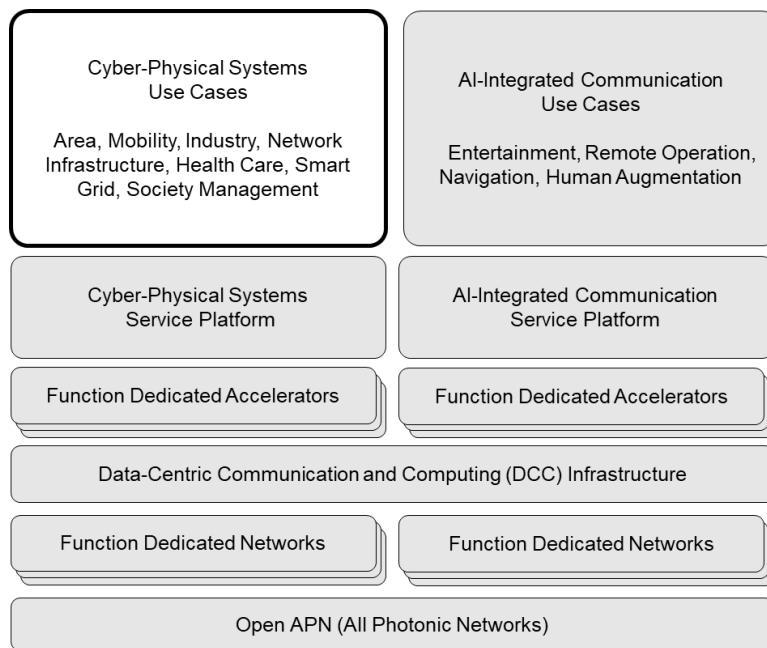 Cyber-Physical Systems
Use Cases
Area, Mobility, Industry, Network
Infrastructure, Health Care, Smart
Grid, Society Management
AI-Integrated Communication
Use Cases
Entertainment, Remote Operation,
Navigation, Human Augmentation
Cyber-Physical Systems
Service Platform
AI-Integrated Communication
Service Platform
Function Dedicated Accelerators
Function Dedicated Accelerators
Data-Centric Communication and Computing (DCC) Infrastructure
Function Dedicated Networks
Function Dedicated Networks
Open APN (All Photonic Networks)